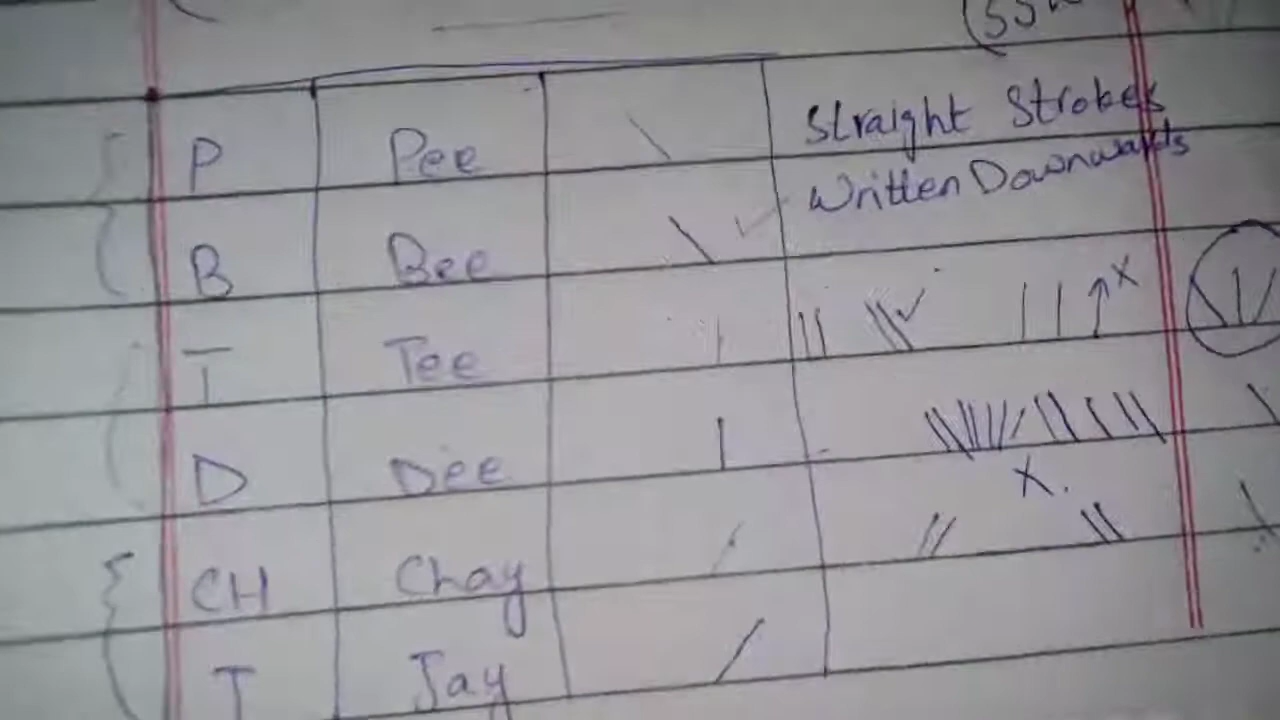 P Pee Straight Strokes
Written Downwards
B Bee
T Tee
D Dee
CH Chay
J Jay